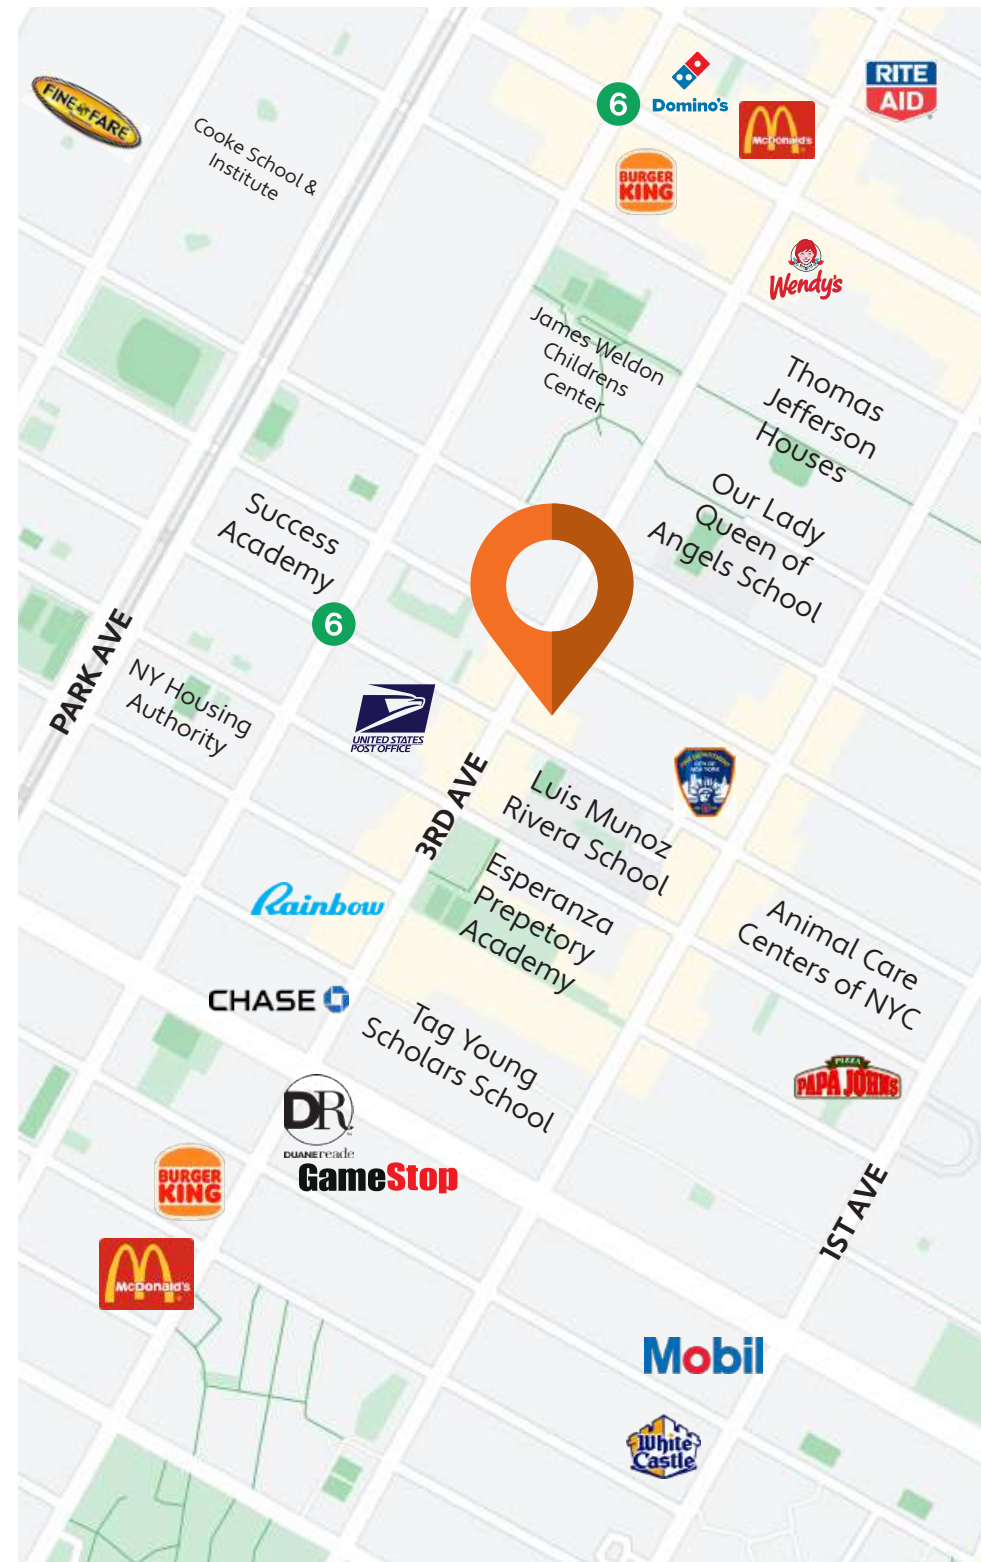 FINE FARE
Cooke School &
Institute
6
Domino's
McDonald's
RITE
AID
BURGER
KING
Wendy's
James Weldon
Childrens
Center
Thomas
Jefferson
Houses
Our Lady
Queen of
Angels School
Success
Academy
6
PARK AVE
NY Housing
Authority
UNITED STATES
POST OFFICE
3RD AVE
Luis Munoz
Rivera School
Esperanza
Prepetory
Academy
Rainbow
CHASE
Animal Care
Centers of NYC
Tag Young
Scholars School
PIZZA
PAPA JOHN'S
DR
DUANEreade
GameStop
BURGER
KING
McDonald's
1ST AVE
Mobil
White
Castle